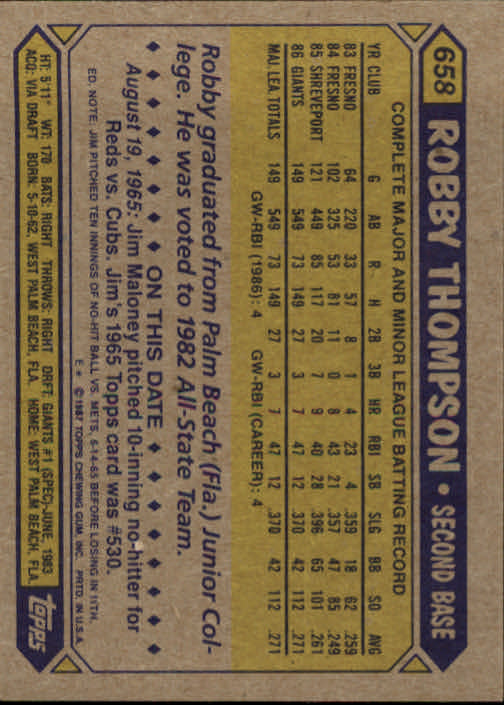 658 ROBBY THOMPSON • SECOND BASE
COMPLETE MAJOR AND MINOR LEAGUE BATTING RECORD
YR CLUB G AB R H 2B 3B HR RBI SB SLG BB SO AVG
83 FRESNO 64 220 33 57 8 1 4 23 4 .359 18 62 .259
84 FRESNO 102 325 53 81 11 0 8 43 21 .357 47 85 .249
85 SHREVEPORT 121 449 85 117 20 7 9 40 28 .396 65 101 .261
86 GIANTS 149 549 73 149 27 3 7 47 12 .370 42 112 .271
MAJ.LEA. TOTALS 149 549 73 149 27 3 7 47 12 .370 42 112 .271
GW-RBI (1986): 4 GW-RBI (CAREER): 4
Robby graduated from Palm Beach (Fla.) Junior Col-
lege. He was voted to 1982 All-State Team.
♦ ♦ ♦ ♦ ♦ ♦ ON THIS DATE ♦ ♦ ♦ ♦ ♦ ♦
August 19, 1965: Jim Maloney pitched 10-inning no-hitter for
Reds vs. Cubs. Jim's 1965 Topps card was #530.
ED. NOTE: JIM PITCHED TEN INNINGS OF NO-HIT BALL VS. METS, 6-14-65 BEFORE LOSING IN 11TH.
E * © 1987 TOPPS CHEWING GUM, INC. PRTD. IN U.S.A.
HT: 5'11" WT: 170 BATS: RIGHT THROWS: RIGHT DRFT: GIANTS #1 (SPEC)-JUNE, 1983
ACQ: VIA DRAFT BORN: 5-10-62, WEST PALM BEACH, FLA. HOME: WEST PALM BEACH, FLA.
topps